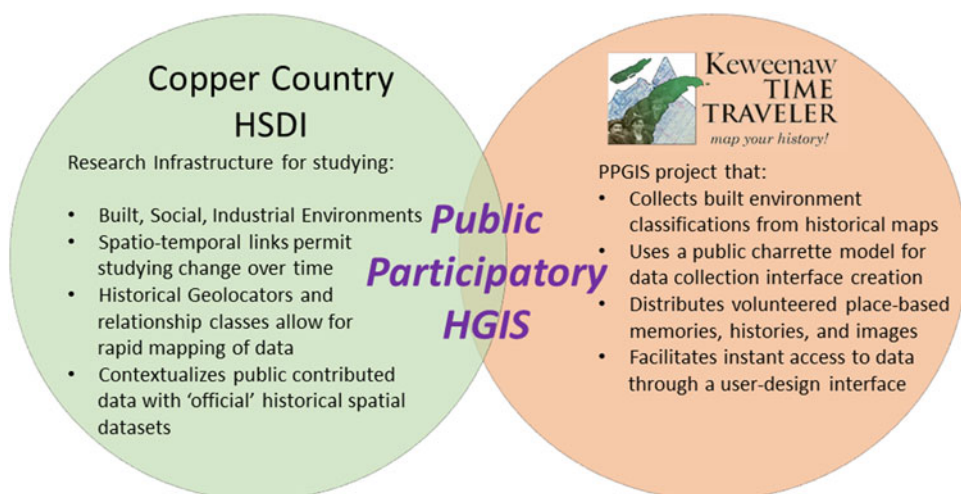 Copper Country
HSDI
Research Infrastructure for studying:
• Built, Social, Industrial Environments
• Spatio-temporal links permit
studying change over time
• Historical Geolocators and
relationship classes allow for
rapid mapping of data
• Contextualizes public contributed
data with ‘official’ historical spatial
datasets
Public
Participatory
HGIS
Keweenaw
TIME
TRAVELER
map your history!
PPGIS project that:
• Collects built environment
classifications from historical maps
• Uses a public charrette model for
data collection interface creation
• Distributes volunteered place-based
memories, histories, and images
• Facilitates instant access to data
through a user-design interface